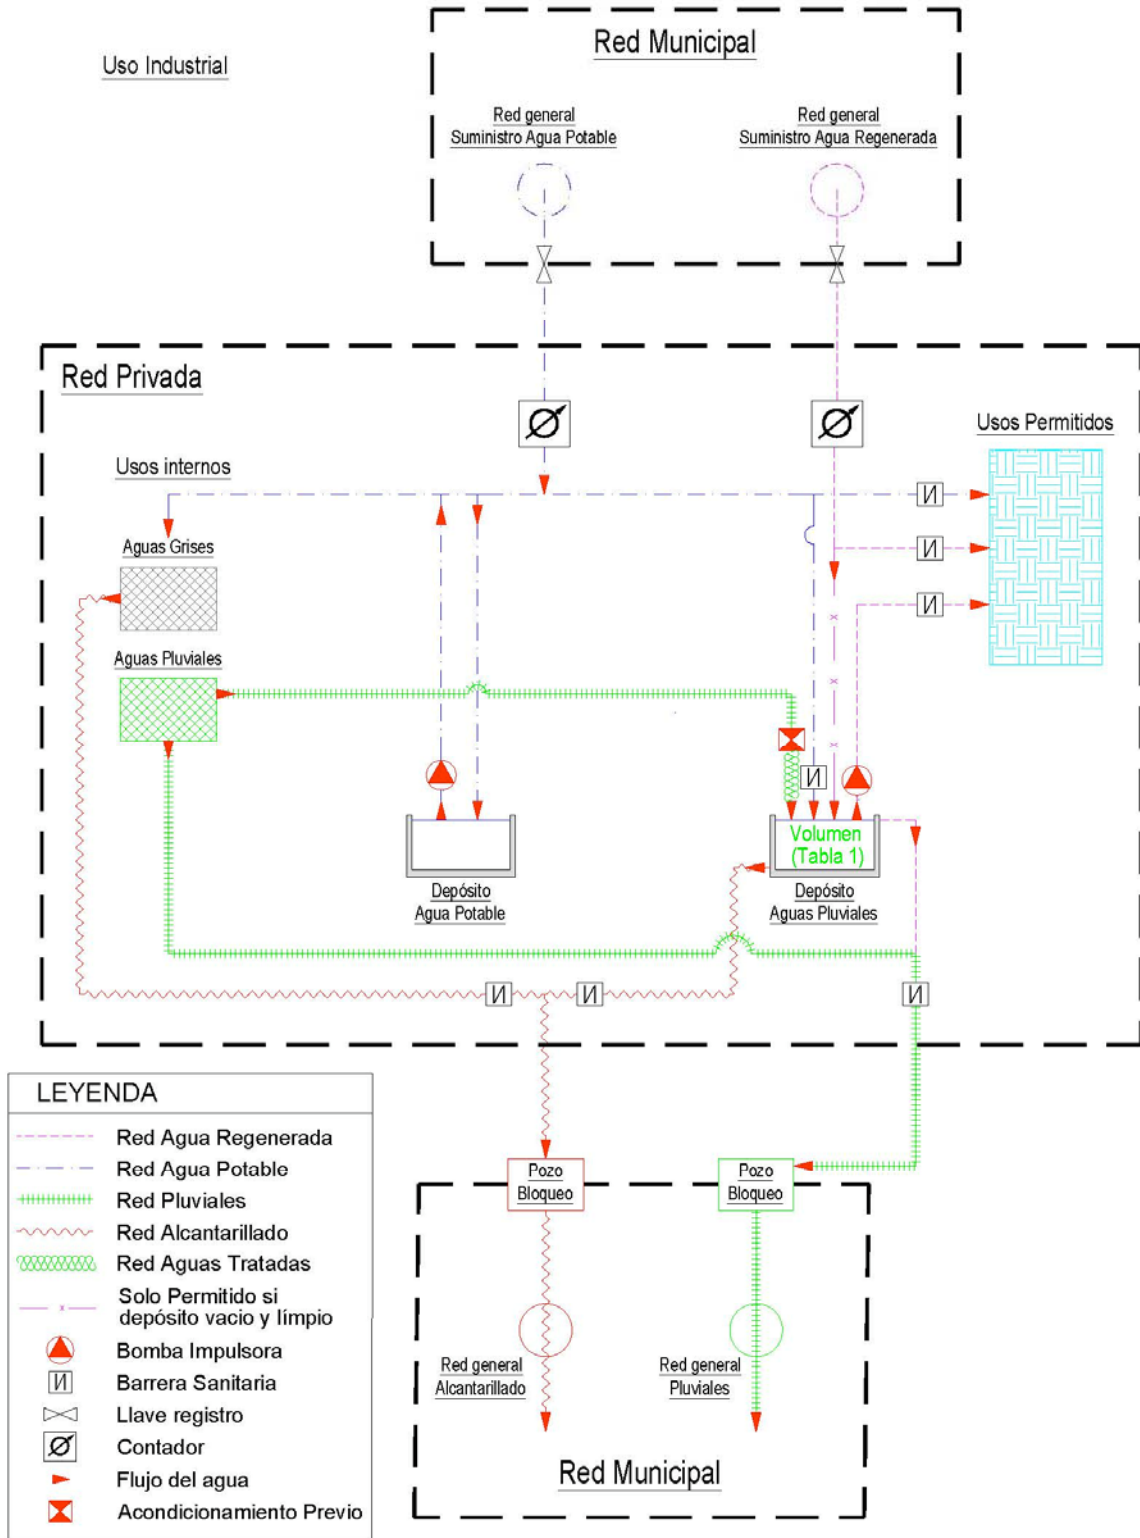 Uso Industrial
Red Municipal
Red general
Suministro Agua Potable
Red general
Suministro Agua Regenerada
Red Privada
Usos Permitidos
Usos internos
Aguas Grises
Aguas Pluviales
Volumen
(Tabla 1)
Depósito
Agua Potable
Depósito
Aguas Pluviales
LEYENDA
Red Agua Regenerada
Red Agua Potable
Red Pluviales
Red Alcantarillado
Red Aguas Tratadas
Solo Permitido si
depósito vacio y límpio
Bomba Impulsora
Barrera Sanitaria
Llave registro
Contador
Flujo del agua
Acondicionamiento Previo
Pozo
Bloqueo
Pozo
Bloqueo
Red general
Alcantarillado
Red general
Pluviales
Red Municipal